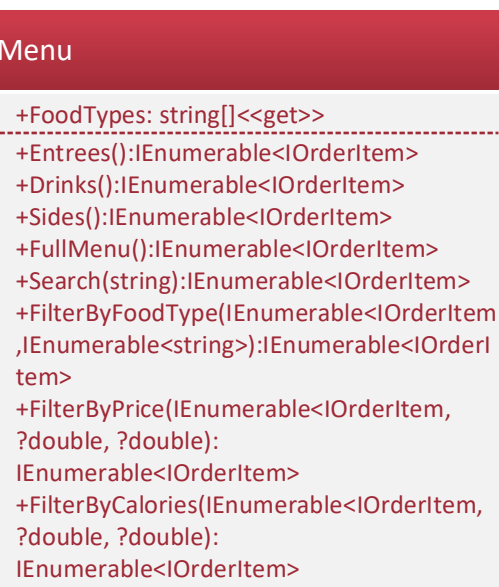 Menu
+FoodTypes: string[]<<get>>
+Entrees():IEnumerable<IOrderItem>
+Drinks():IEnumerable<IOrderItem>
+Sides():IEnumerable<IOrderItem>
+FullMenu():IEnumerable<IOrderItem>
+Search(string):IEnumerable<IOrderItem>
+FilterByFoodType(IEnumerable<IOrderItem
,IEnumerable<string>):IEnumerable<IOrderI
tem>
+FilterByPrice(IEnumerable<IOrderItem,
?double, ?double):
IEnumerable<IOrderItem>
+FilterByCalories(IEnumerable<IOrderItem,
?double, ?double):
IEnumerable<IOrderItem>